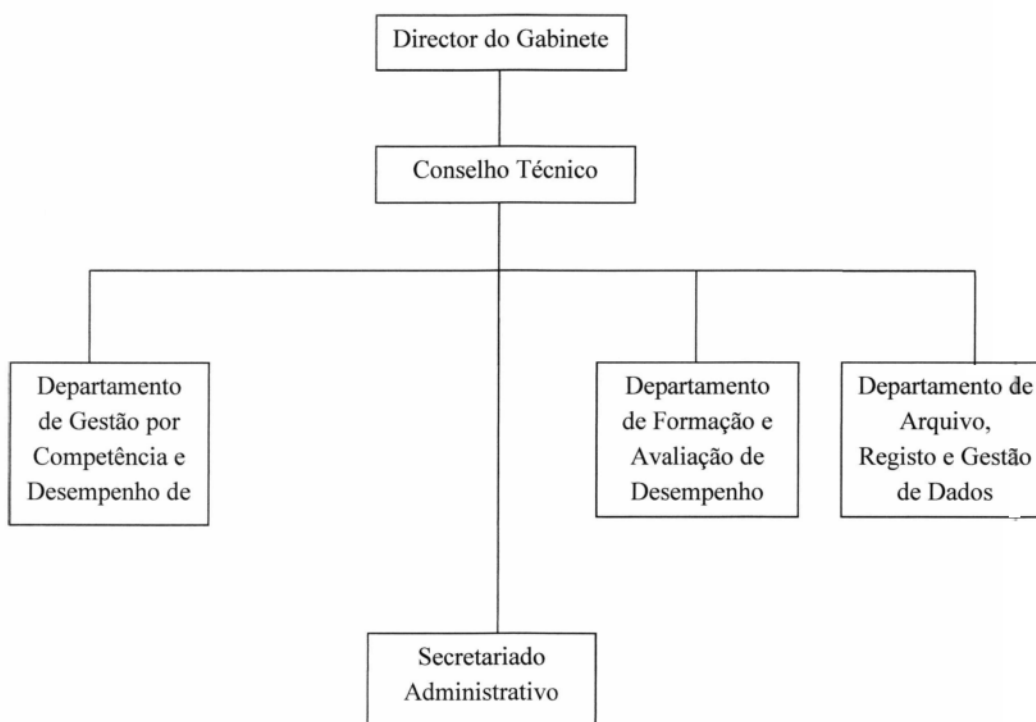 Director do Gabinete
Conselho Técnico
Departamento
de Gestão por
Competência e
Desempenho de
Departamento
de Formação e
Avaliação de
Desempenho
Departamento de
Arquivo,
Registo e Gestão
de Dados
Secretariado
Administrativo